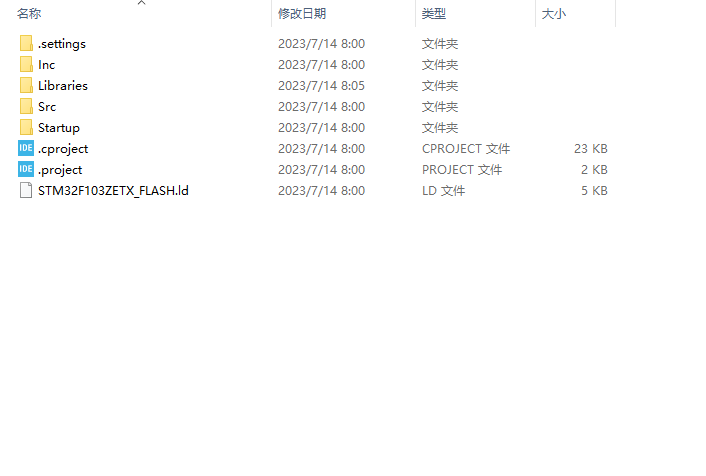 名称 修改日期 类型 大小
.settings 2023/7/14 8:00 文件夹
Inc 2023/7/14 8:00 文件夹
Libraries 2023/7/14 8:05 文件夹
Src 2023/7/14 8:00 文件夹
Startup 2023/7/14 8:00 文件夹
IDE .cproject 2023/7/14 8:00 CPROJECT 文件 23 KB
IDE .project 2023/7/14 8:00 PROJECT 文件 2 KB
STM32F103ZETX_FLASH.ld 2023/7/14 8:00 LD 文件 5 KB